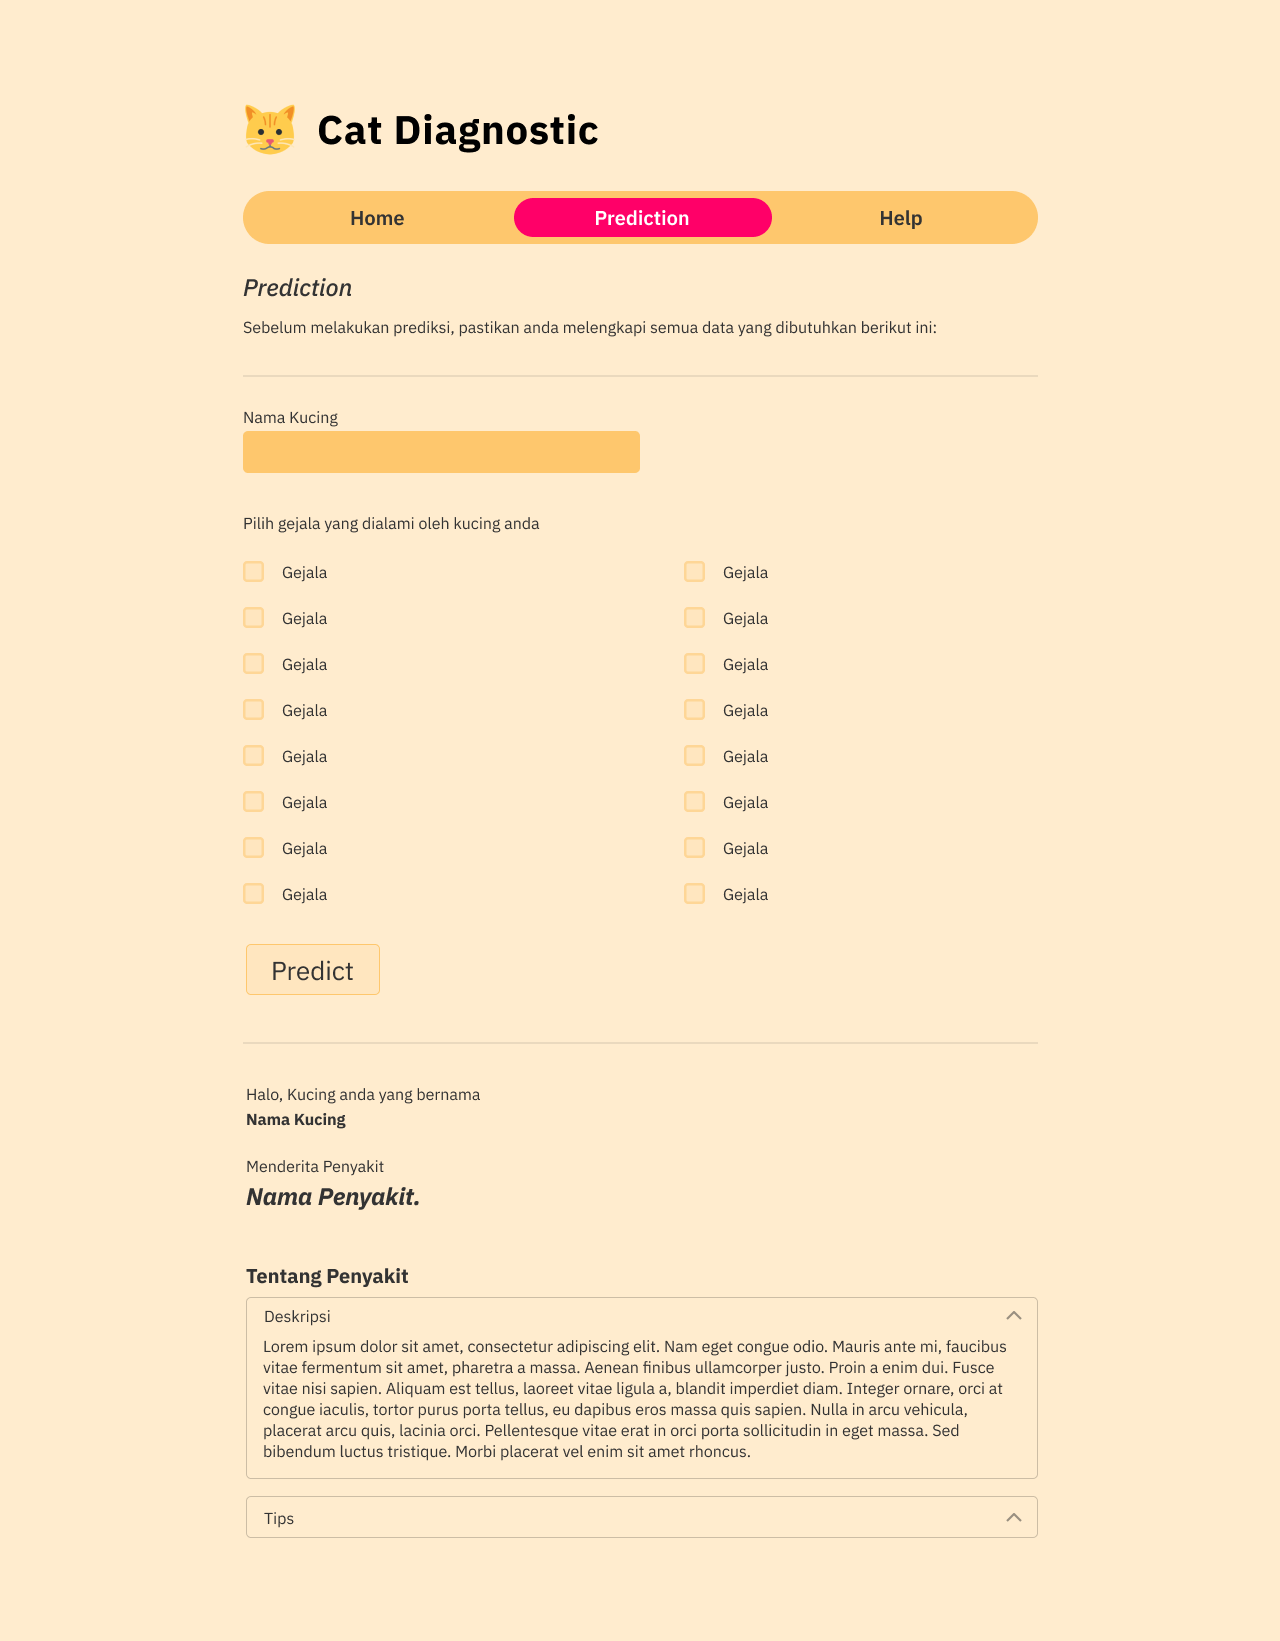 Cat Diagnostic
Home Prediction Help
Prediction
Sebelum melakukan prediksi, pastikan anda melengkapi semua data yang dibutuhkan berikut ini:
Nama Kucing
Pilih gejala yang dialami oleh kucing anda
Gejala Gejala
Gejala Gejala
Gejala Gejala
Gejala Gejala
Gejala Gejala
Gejala Gejala
Gejala Gejala
Gejala Gejala
Predict
Halo, Kucing anda yang bernama
Nama Kucing
Menderita Penyakit
Nama Penyakit.
Tentang Penyakit
Deskripsi
Lorem ipsum dolor sit amet, consectetur adipiscing elit. Nam eget congue odio. Mauris ante mi, faucibus
vitae fermentum sit amet, pharetra a massa. Aenean finibus ullamcorper justo. Proin a enim dui. Fusce
vitae nisi sapien. Aliquam est tellus, laoreet vitae ligula a, blandit imperdiet diam. Integer ornare, orci at
congue iaculis, tortor purus porta tellus, eu dapibus eros massa quis sapien. Nulla in arcu vehicula,
placerat arcu quis, lacinia orci. Pellentesque vitae erat in orci porta sollicitudin in eget massa. Sed
bibendum luctus tristique. Morbi placerat vel enim sit amet rhoncus.
Tips